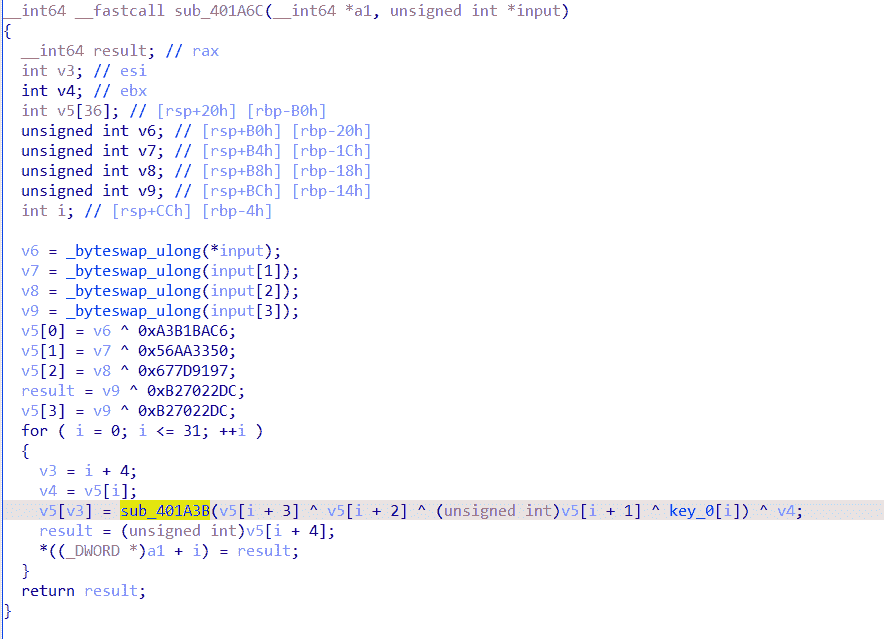 __int64 __fastcall sub_401A6C(__int64 *a1, unsigned int *input)
{
__int64 result; // rax
int v3; // esi
int v4; // ebx
int v5[36]; // [rsp+20h] [rbp-B0h]
unsigned int v6; // [rsp+B0h] [rbp-20h]
unsigned int v7; // [rsp+B4h] [rbp-1Ch]
unsigned int v8; // [rsp+B8h] [rbp-18h]
unsigned int v9; // [rsp+BCh] [rbp-14h]
int i; // [rsp+CCh] [rbp-4h]
v6 = _byteswap_ulong(*input);
v7 = _byteswap_ulong(input[1]);
v8 = _byteswap_ulong(input[2]);
v9 = _byteswap_ulong(input[3]);
v5[0] = v6 ^ 0xA3B1BAC6;
v5[1] = v7 ^ 0x56AA3350;
v5[2] = v8 ^ 0x677D9197;
result = v9 ^ 0xB27022DC;
v5[3] = v9 ^ 0xB27022DC;
for ( i = 0; i <= 31; ++i )
{
v3 = i + 4;
v4 = v5[i];
v5[v3] = sub_401A3B(v5[i + 3] ^ v5[i + 2] ^ (unsigned int)v5[i + 1] ^ key_0[i]) ^ v4;
result = (unsigned int)v5[i + 4];
*((_DWORD *)a1 + i) = result;
}
return result;
}